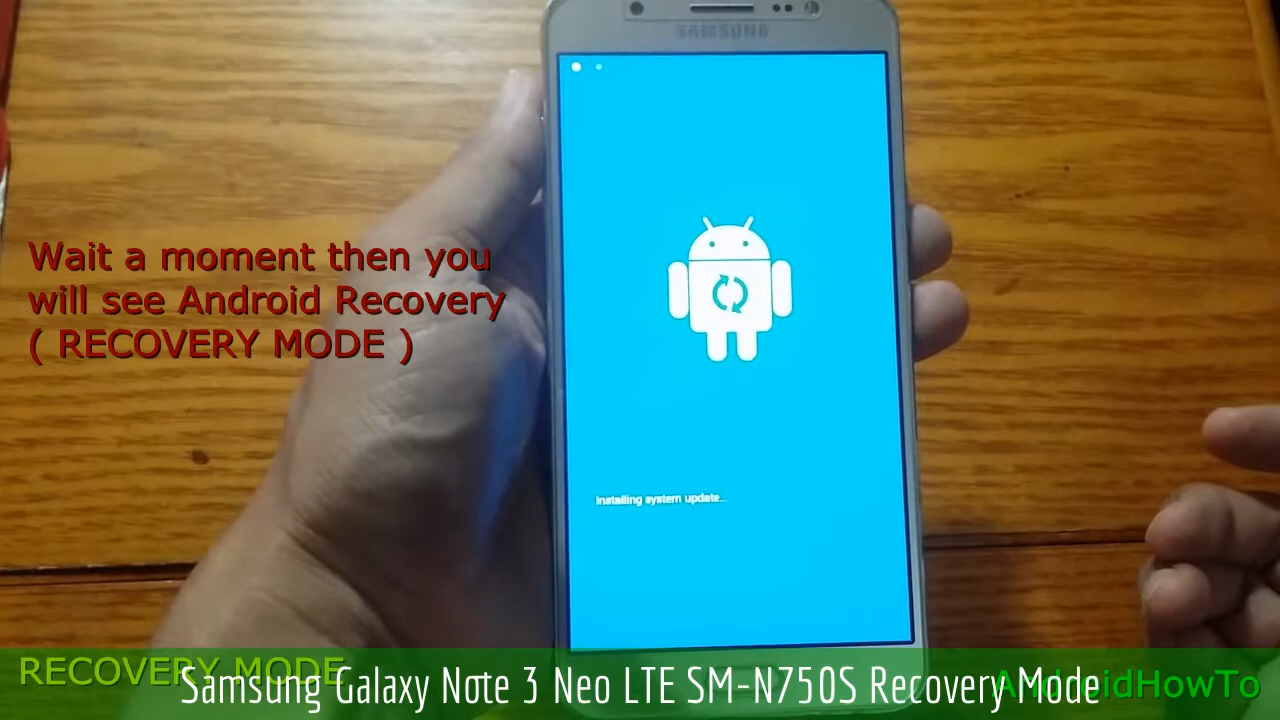 SAMSUNG
Wait a moment then you
will see Android Recovery
( RECOVERY MODE )
Installing system update...
RECOVERY MODE
Samsung Galaxy Note 3 Neo LTE SM-N750S Recovery Mode
AndroidHowTo